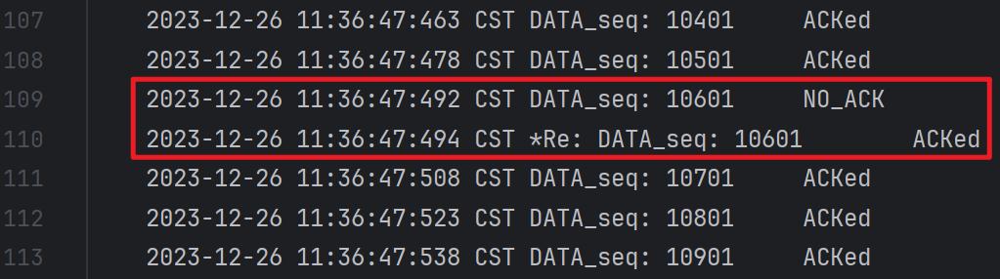 107 2023-12-26 11:36:47:463 CST DATA_seq: 10401 ACKed
108 2023-12-26 11:36:47:478 CST DATA_seq: 10501 ACKed
109 2023-12-26 11:36:47:492 CST DATA_seq: 10601 NO_ACK
110 2023-12-26 11:36:47:494 CST *Re: DATA_seq: 10601 ACKed
111 2023-12-26 11:36:47:508 CST DATA_seq: 10701 ACKed
112 2023-12-26 11:36:47:523 CST DATA_seq: 10801 ACKed
113 2023-12-26 11:36:47:538 CST DATA_seq: 10901 ACKed